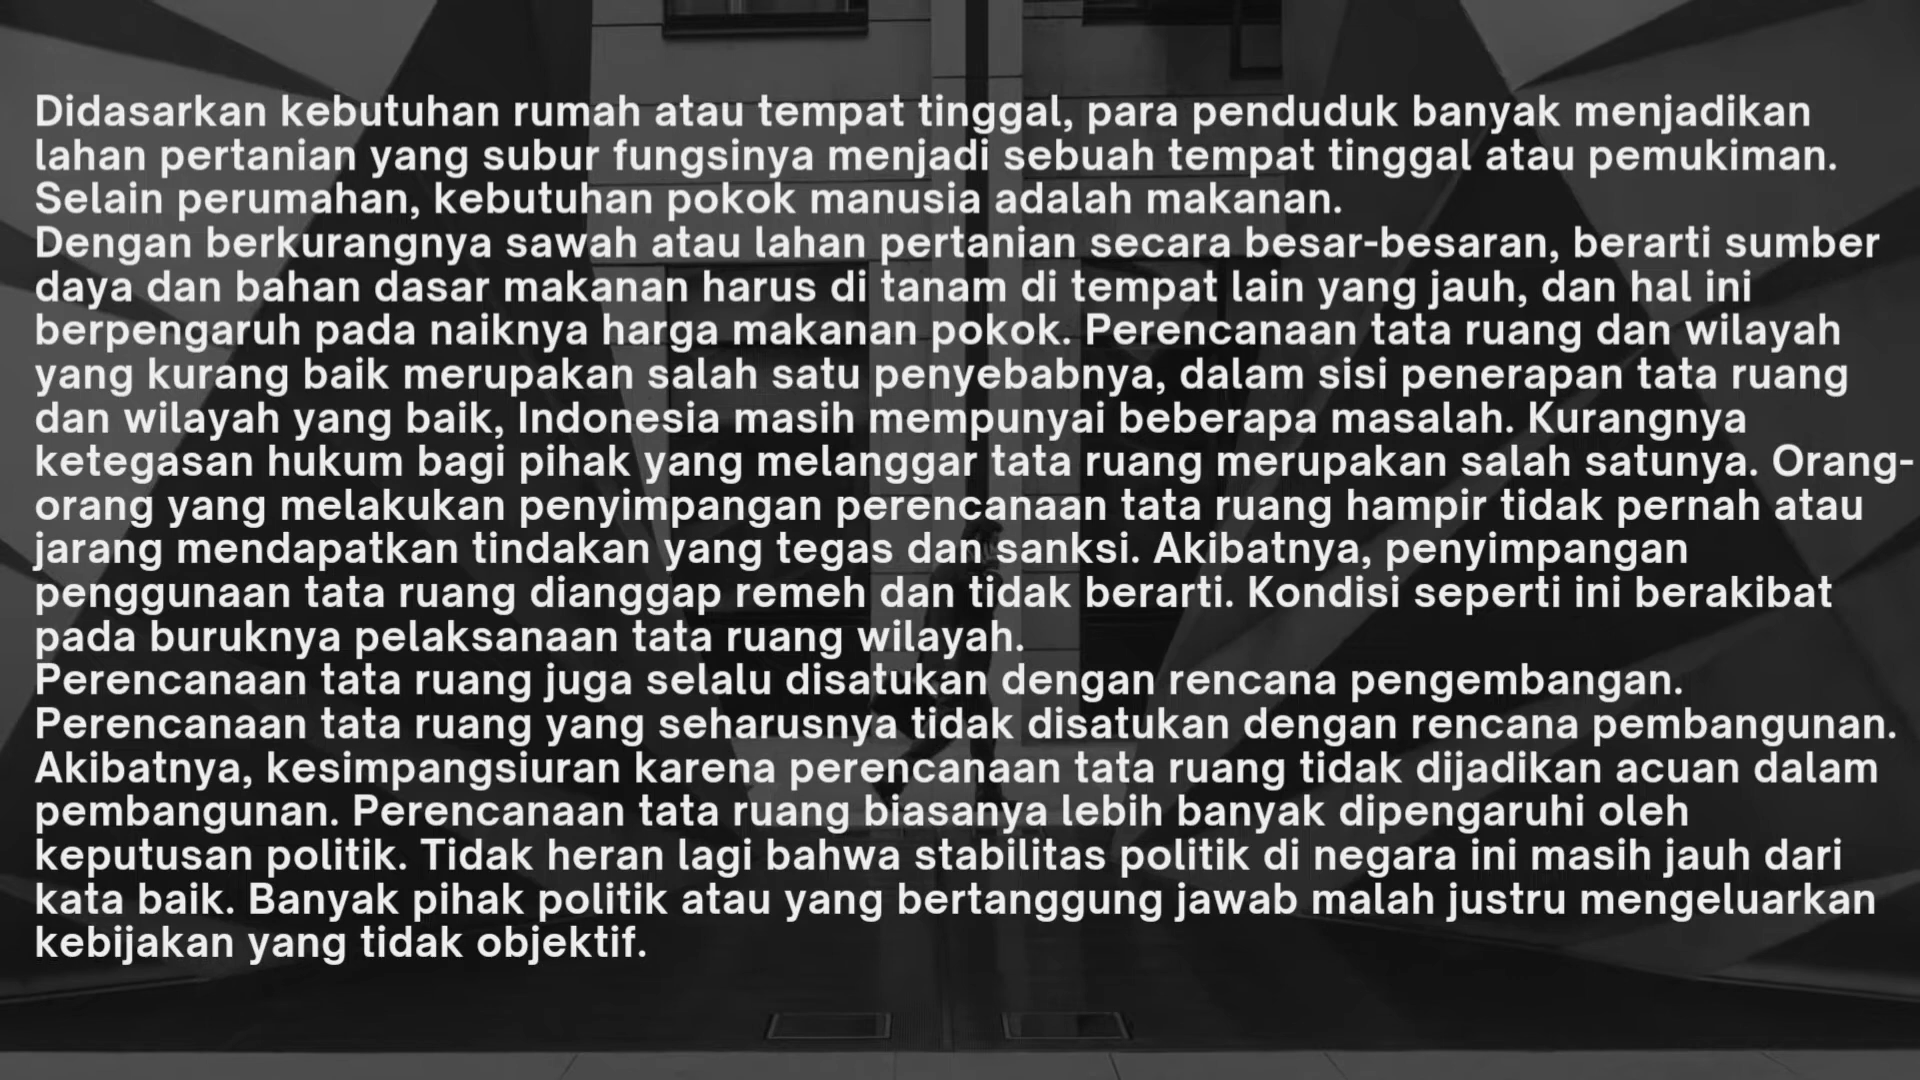 Didasarkan kebutuhan rumah atau tempat tinggal, para penduduk banyak menjadikan
lahan pertanian yang subur fungsinya menjadi sebuah tempat tinggal atau pemukiman.
Selain perumahan, kebutuhan pokok manusia adalah makanan.
Dengan berkurangnya sawah atau lahan pertanian secara besar-besaran, berarti sumber
daya dan bahan dasar makanan harus di tanam di tempat lain yang jauh, dan hal ini
berpengaruh pada naiknya harga makanan pokok. Perencanaan tata ruang dan wilayah
yang kurang baik merupakan salah satu penyebabnya, dalam sisi penerapan tata ruang
dan wilayah yang baik, Indonesia masih mempunyai beberapa masalah. Kurangnya
ketegasan hukum bagi pihak yang melanggar tata ruang merupakan salah satunya. Orang-
orang yang melakukan penyimpangan perencanaan tata ruang hampir tidak pernah atau
jarang mendapatkan tindakan yang tegas dan sanksi. Akibatnya, penyimpangan
penggunaan tata ruang dianggap remeh dan tidak berarti. Kondisi seperti ini berakibat
pada buruknya pelaksanaan tata ruang wilayah.
Perencanaan tata ruang juga selalu disatukan dengan rencana pengembangan.
Perencanaan tata ruang yang seharusnya tidak disatukan dengan rencana pembangunan.
Akibatnya, kesimpangsiuran karena perencanaan tata ruang tidak dijadikan acuan dalam
pembangunan. Perencanaan tata ruang biasanya lebih banyak dipengaruhi oleh
keputusan politik. Tidak heran lagi bahwa stabilitas politik di negara ini masih jauh dari
kata baik. Banyak pihak politik atau yang bertanggung jawab malah justru mengeluarkan
kebijakan yang tidak objektif.